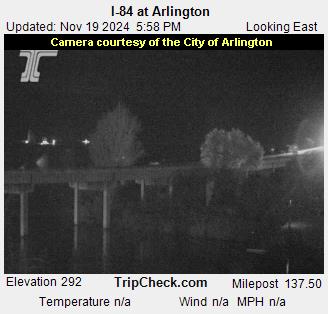 I-84 at Arlington
Updated: Nov 19 2024 5:58 PM Looking East
Camera courtesy of the City of Arlington
Elevation 292 TripCheck.com Milepost 137.50
Temperature n/a Wind n/a MPH n/a